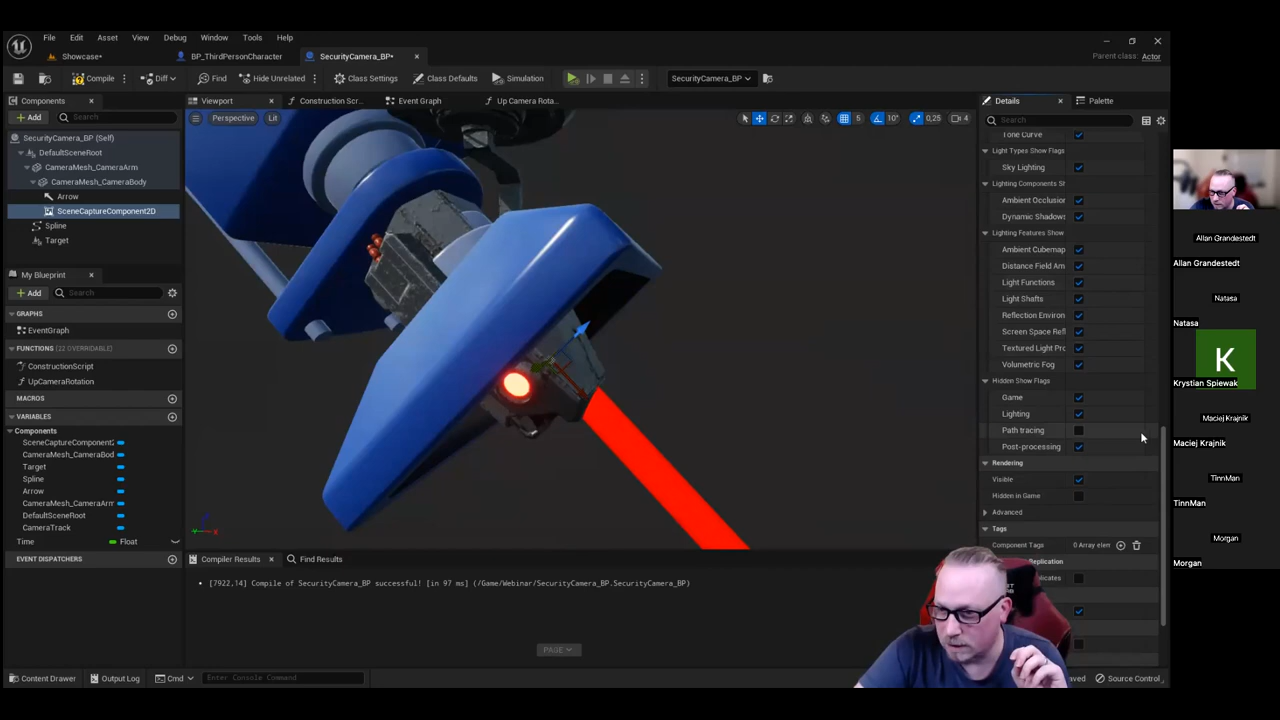 File Edit Asset View Debug Window Tools Help
Showcase* BP_ThirdPersonCharacter SecurityCamera_BP*
Parent class: Actor
Compile Diff Find Hide Unrelated Class Settings Class Defaults Simulation SecurityCamera_BP
Components
Add Search
SecurityCamera_BP (Self)
DefaultSceneRoot
CameraMesh_CameraArm
CameraMesh_CameraBody
Arrow
SceneCaptureComponent2D
Spline
Target
My Blueprint
Add Search
GRAPHS
EventGraph
FUNCTIONS (22 OVERRIDABLE)
ConstructionScript
UpCameraRotation
MACROS
VARIABLES
Components
SceneCaptureComponent2
CameraMesh_CameraBod
Target
Spline
Arrow
CameraMesh_CameraArm
DefaultSceneRoot
CameraTrack
Time Float
EVENT DISPATCHERS
Viewport Construction Scr... Event Graph Up Camera Rota...
Perspective Lit
5 10° 0,25 4
Compiler Results Find Results
[7922,14] Compile of SecurityCamera_BP successful! [in 97 ms] (/Game/Webinar/SecurityCamera_BP.SecurityCamera_BP)
PAGE
Details Palette
Search
Tone Curve
Light Types Show Flags
Sky Lighting
Lighting Components Sh
Ambient Occlusion
Dynamic Shadows
Lighting Features Show
Ambient Cubemap
Distance Field Am
Light Functions
Light Shafts
Reflection Environ
Screen Space Refl
Textured Light Pro
Volumetric Fog
Hidden Show Flags
Game
Lighting
Path tracing
Post-processing
Rendering
Visible
Hidden in Game
Advanced
Tags
Component Tags 0 Array elem
Replication
Content Drawer Output Log Cmd Enter Console Command
Source Control
Allan Grandestedt
Allan Grandestedt
Natasa
Natasa
K
Krystian Spiewak
Maciej Krajnik
Maciej Krajnik
TinnMan
TinnMan
Morgan
Morgan